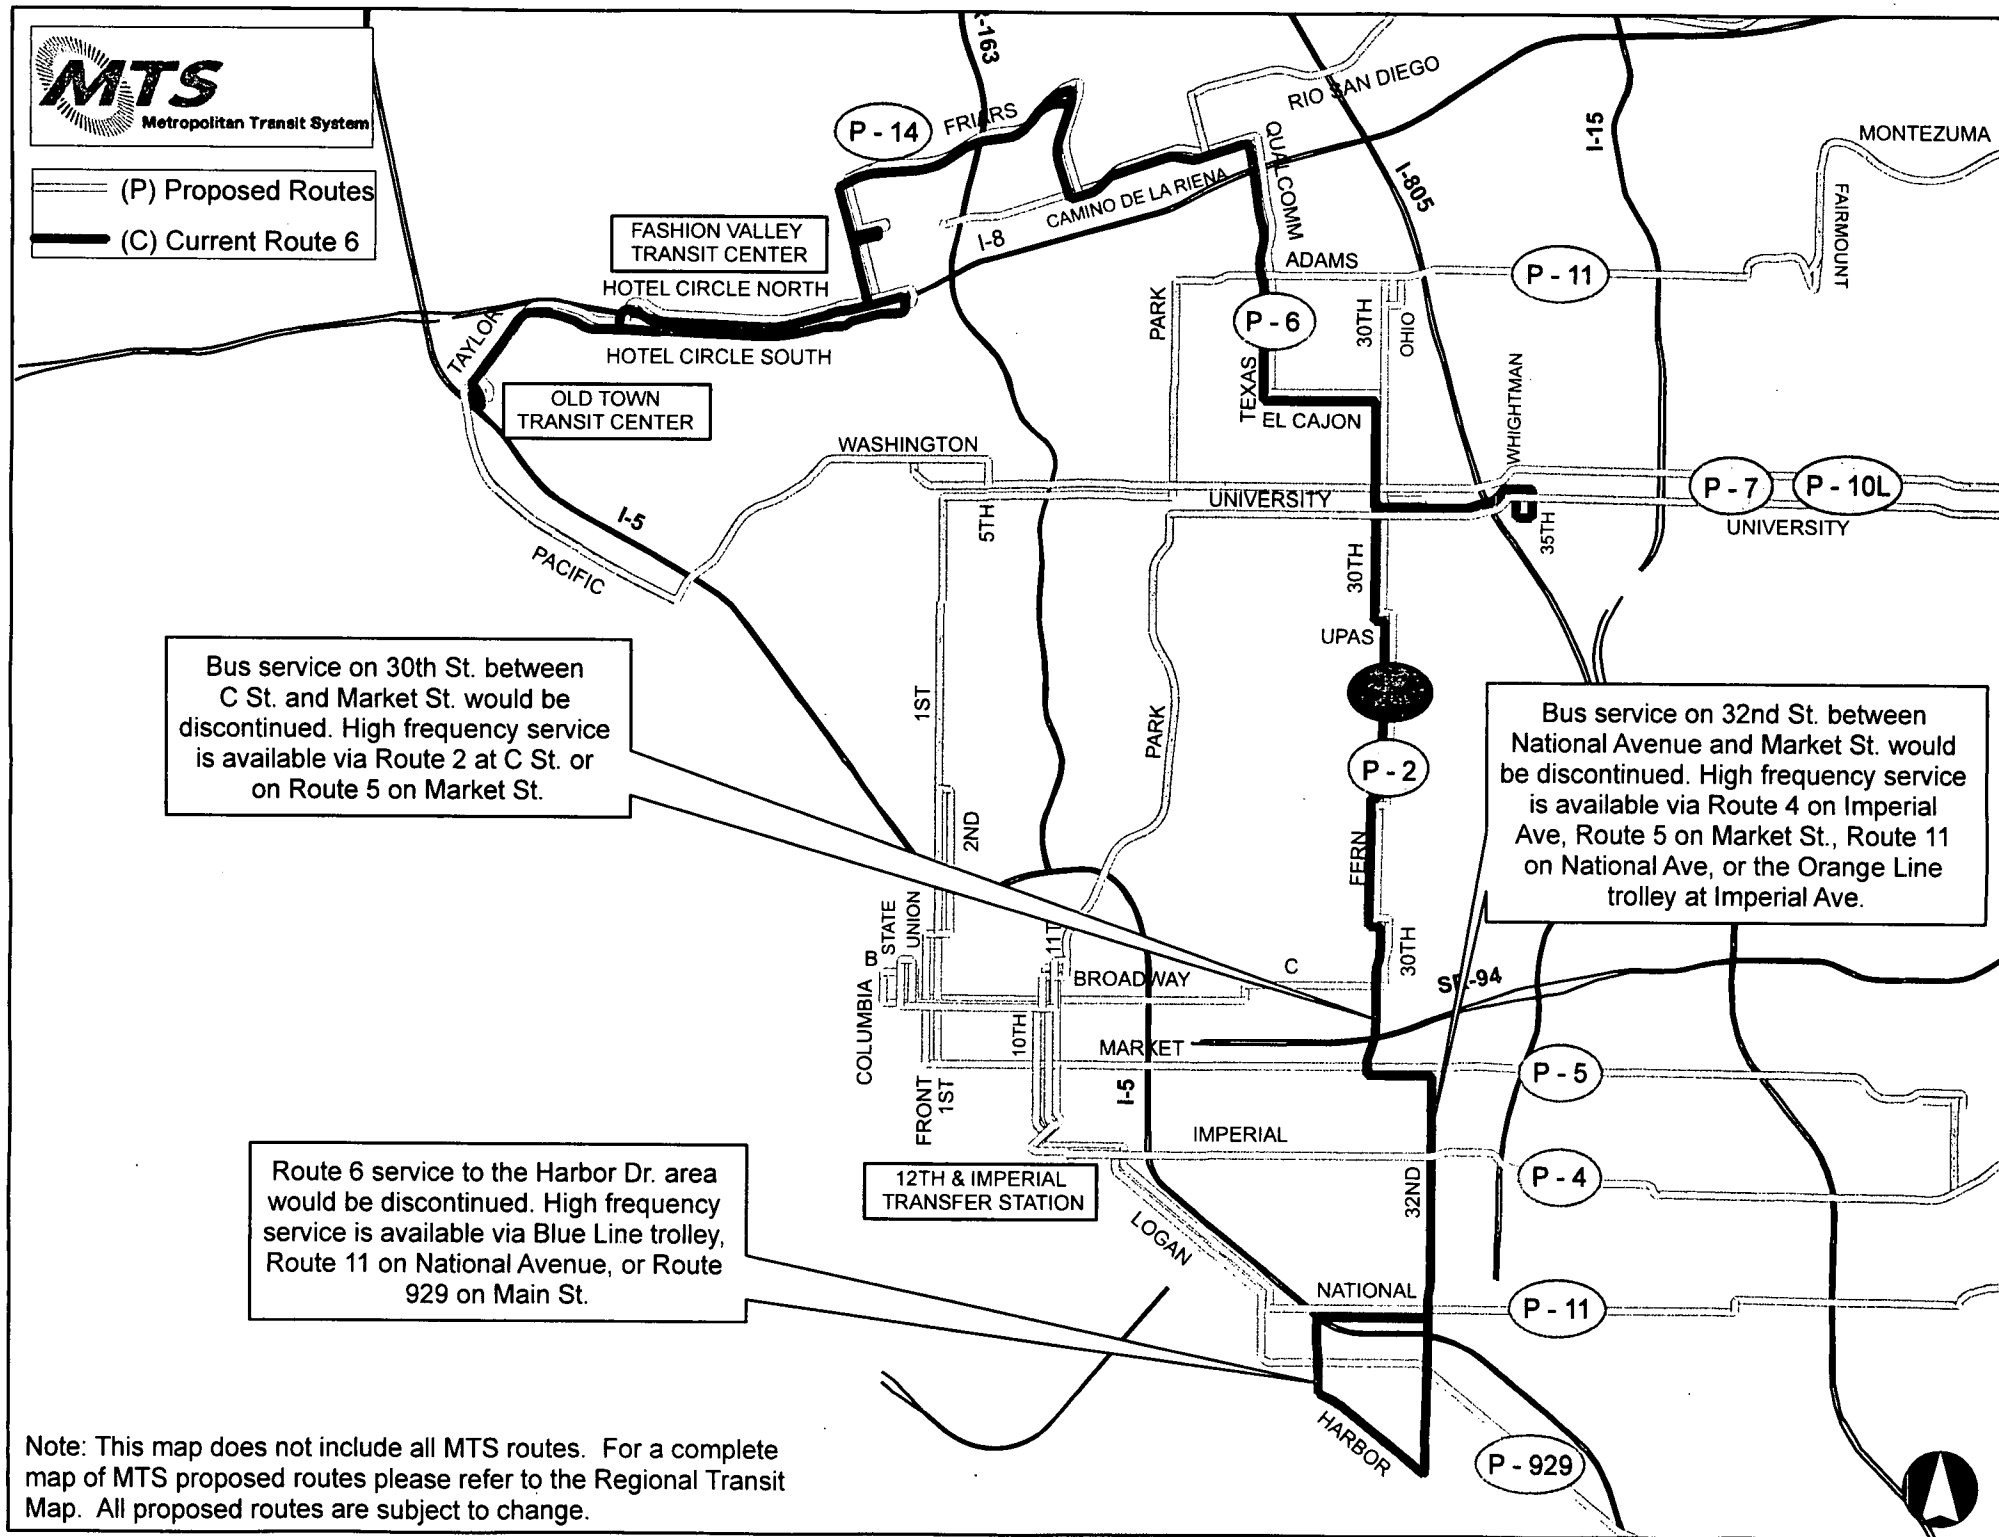 MTS
Metropolitan Transit System
(P) Proposed Routes
(C) Current Route 6
-163
RIO SAN DIEGO
I-15
MONTEZUMA
P - 14
FRIARS
QUALCOMM
I-805
FAIRMOUNT
CAMINO DE LA RIENA
I-8
FASHION VALLEY
TRANSIT CENTER
ADAMS
P - 11
HOTEL CIRCLE NORTH
PARK
P - 6
30TH
OHIO
TAYLOR
HOTEL CIRCLE SOUTH
WHIGHTMAN
OLD TOWN
TRANSIT CENTER
TEXAS
EL CAJON
WASHINGTON
UNIVERSITY
P - 7
P - 10L
UNIVERSITY
5TH
35TH
I-5
PACIFIC
30TH
UPAS
Bus service on 30th St. between
C St. and Market St. would be
discontinued. High frequency service
is available via Route 2 at C St. or
on Route 5 on Market St.
1ST
PARK
P - 2
Bus service on 32nd St. between
National Avenue and Market St. would
be discontinued. High frequency service
is available via Route 4 on Imperial
Ave, Route 5 on Market St., Route 11
on National Ave, or the Orange Line
trolley at Imperial Ave.
2ND
FERN
STATE
UNION
11T
B
30TH
BROADWAY
C
SR-94
COLUMBIA
10TH
MARKET
FRONT
1ST
I-5
P - 5
IMPERIAL
P - 4
12TH & IMPERIAL
TRANSFER STATION
32ND
LOGAN
Route 6 service to the Harbor Dr. area
would be discontinued. High frequency
service is available via Blue Line trolley,
Route 11 on National Avenue, or Route
929 on Main St.
NATIONAL
P - 11
HARBOR
P - 929
Note: This map does not include all MTS routes. For a complete
map of MTS proposed routes please refer to the Regional Transit
Map. All proposed routes are subject to change.